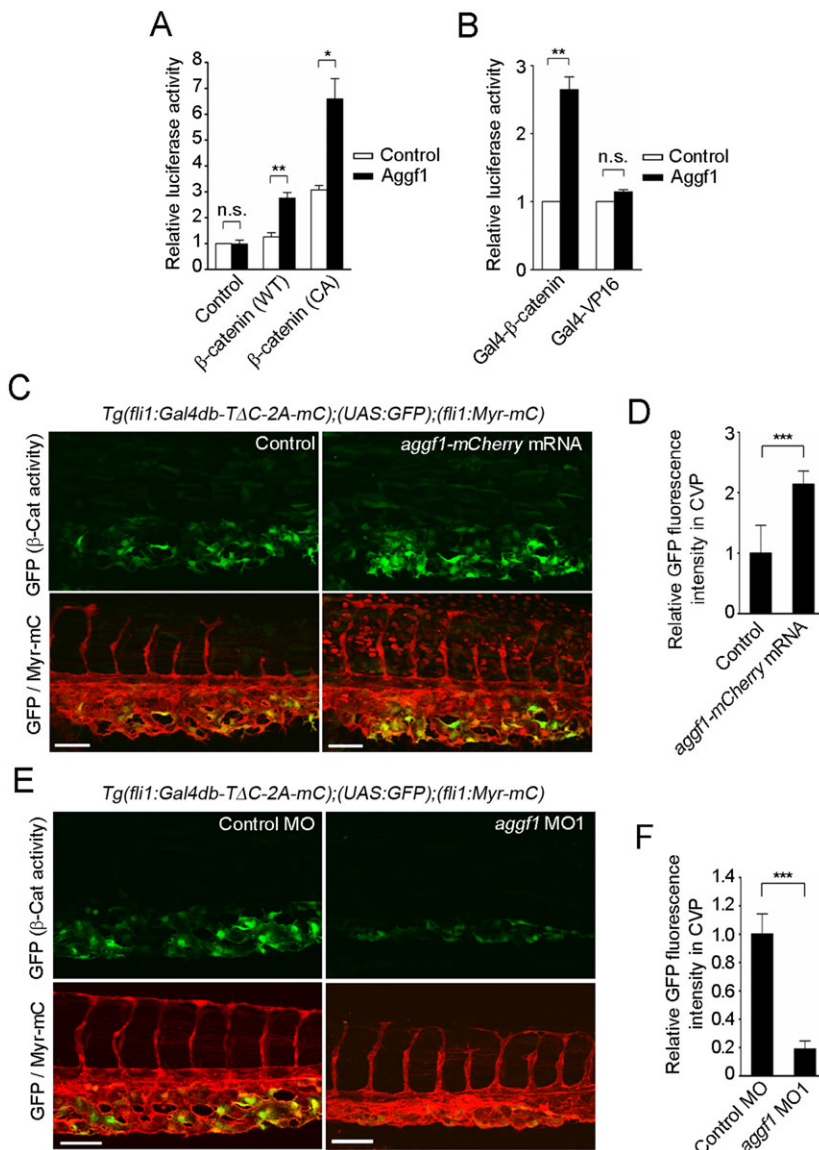 A
Relative luciferase activity
8
7
6
5
4
3
2
1
0
n.s.
**
*
Control
β-catenin (WT)
β-catenin (CA)
Control
Aggf1
B
Relative luciferase activity
3
2
1
0
**
n.s.
Gal4-β-catenin
Gal4-VP16
Control
Aggf1
C
Tg(fli1:Gal4db-TΔC-2A-mC);(UAS:GFP);(fli1:Myr-mC)
GFP (β-Cat activity)
Control
aggf1-mCherry mRNA
GFP / Myr-mC
D
Relative GFP fluorescence
intensity in CVP
3
2
1
0
***
Control
aggf1-mCherry mRNA
E
Tg(fli1:Gal4db-TΔC-2A-mC);(UAS:GFP);(fli1:Myr-mC)
GFP (β-Cat activity)
Control MO
aggf1 MO1
GFP / Myr-mC
F
Relative GFP fluorescence
intensity in CVP
1.4
1.2
1.0
0.8
0.6
0.4
0.2
0
***
Control MO
aggf1 MO1